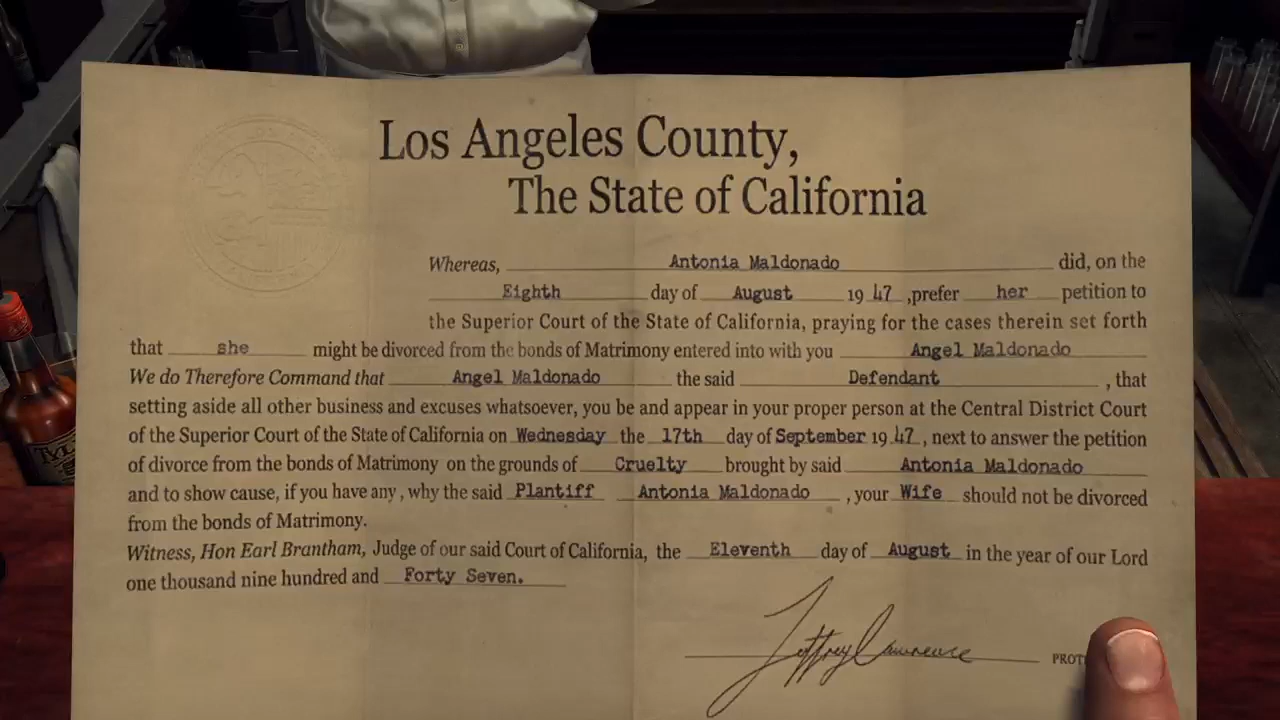 Los Angeles County,
The State of California
Whereas, Antonia Maldonado did, on the
Eighth day of August 19 47 ,prefer her petition to
the Superior Court of the State of California, praying for the cases therein set forth
that she might be divorced from the bonds of Matrimony entered into with you Angel Maldonado
We do Therefore Command that Angel Maldonado the said Defendant , that
setting aside all other business and excuses whatsoever, you be and appear in your proper person at the Central District Court
of the Superior Court of the State of California on Wednesday the 17th day of September 19 47 , next to answer the petition
of divorce from the bonds of Matrimony on the grounds of Cruelty brought by said Antonia Maldonado
and to show cause, if you have any , why the said Plantiff Antonia Maldonado , your Wife should not be divorced
from the bonds of Matrimony.
Witness, Hon Earl Brantham, Judge of our said Court of California, the Eleventh day of August in the year of our Lord
one thousand nine hundred and Forty Seven.
Jeffrey Lawrence